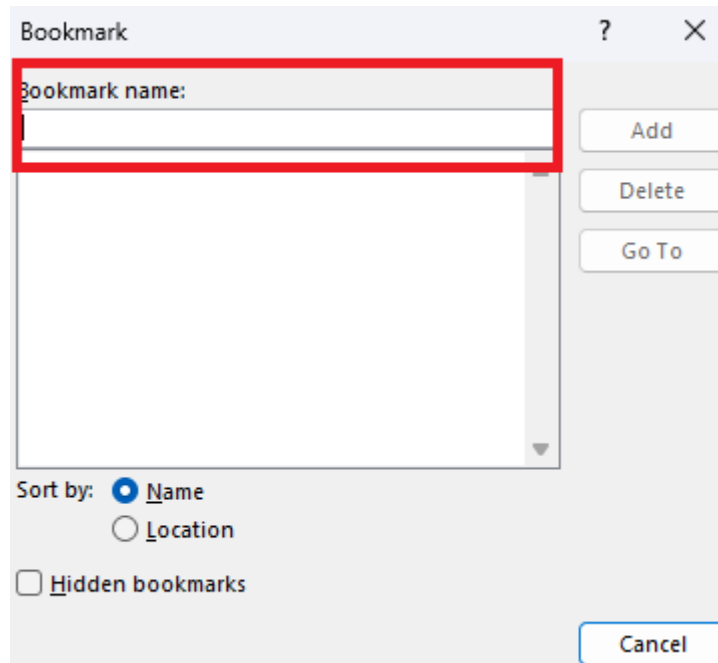 Bookmark ?
Bookmark name:
Add
Delete
Go To
Sort by: Name
Location
Hidden bookmarks
Cancel